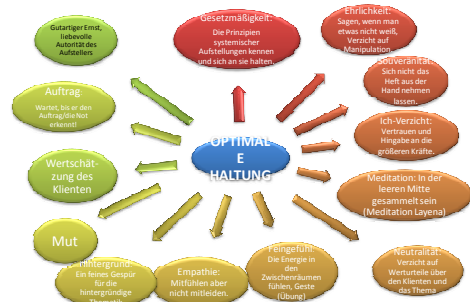 Gesetzmäßigkeit:
Die Prinzipien
systemischer
Aufstellungen kennen
und sich an sie halten.
Ehrlichkeit:
Sagen, wenn man
etwas nicht weiß,
Verzicht auf
Manipulation.
Souveränität:
Sich nicht das
Heft aus der
Hand nehmen
lassen.
Ich-Verzicht:
Vertrauen und
Hingabe an die
größeren Kräfte.
Meditation: In der
leeren Mitte
gesammelt sein
(Meditation Layena)
Neutralität:
Verzicht auf
Werturteile über
den Klienten und
das Thema
Feingefühl:
Die Energie in
den
Zwischenräumen
fühlen, Geste
(Übung)
Empathie:
Mitfühlen aber
nicht mitleiden.
Hintergrund:
Ein feines Gespür
für die
hintergründige
Thematik
Mut
Wertschät-
zung des
Klienten
Auftrag
Wartet, bis er den
Auftrag/die Not
erkennt!
Gutartiger Ernst,
liebevolle
Autorität des
Aufstellers
OPTIMAL
E
HALTUNG